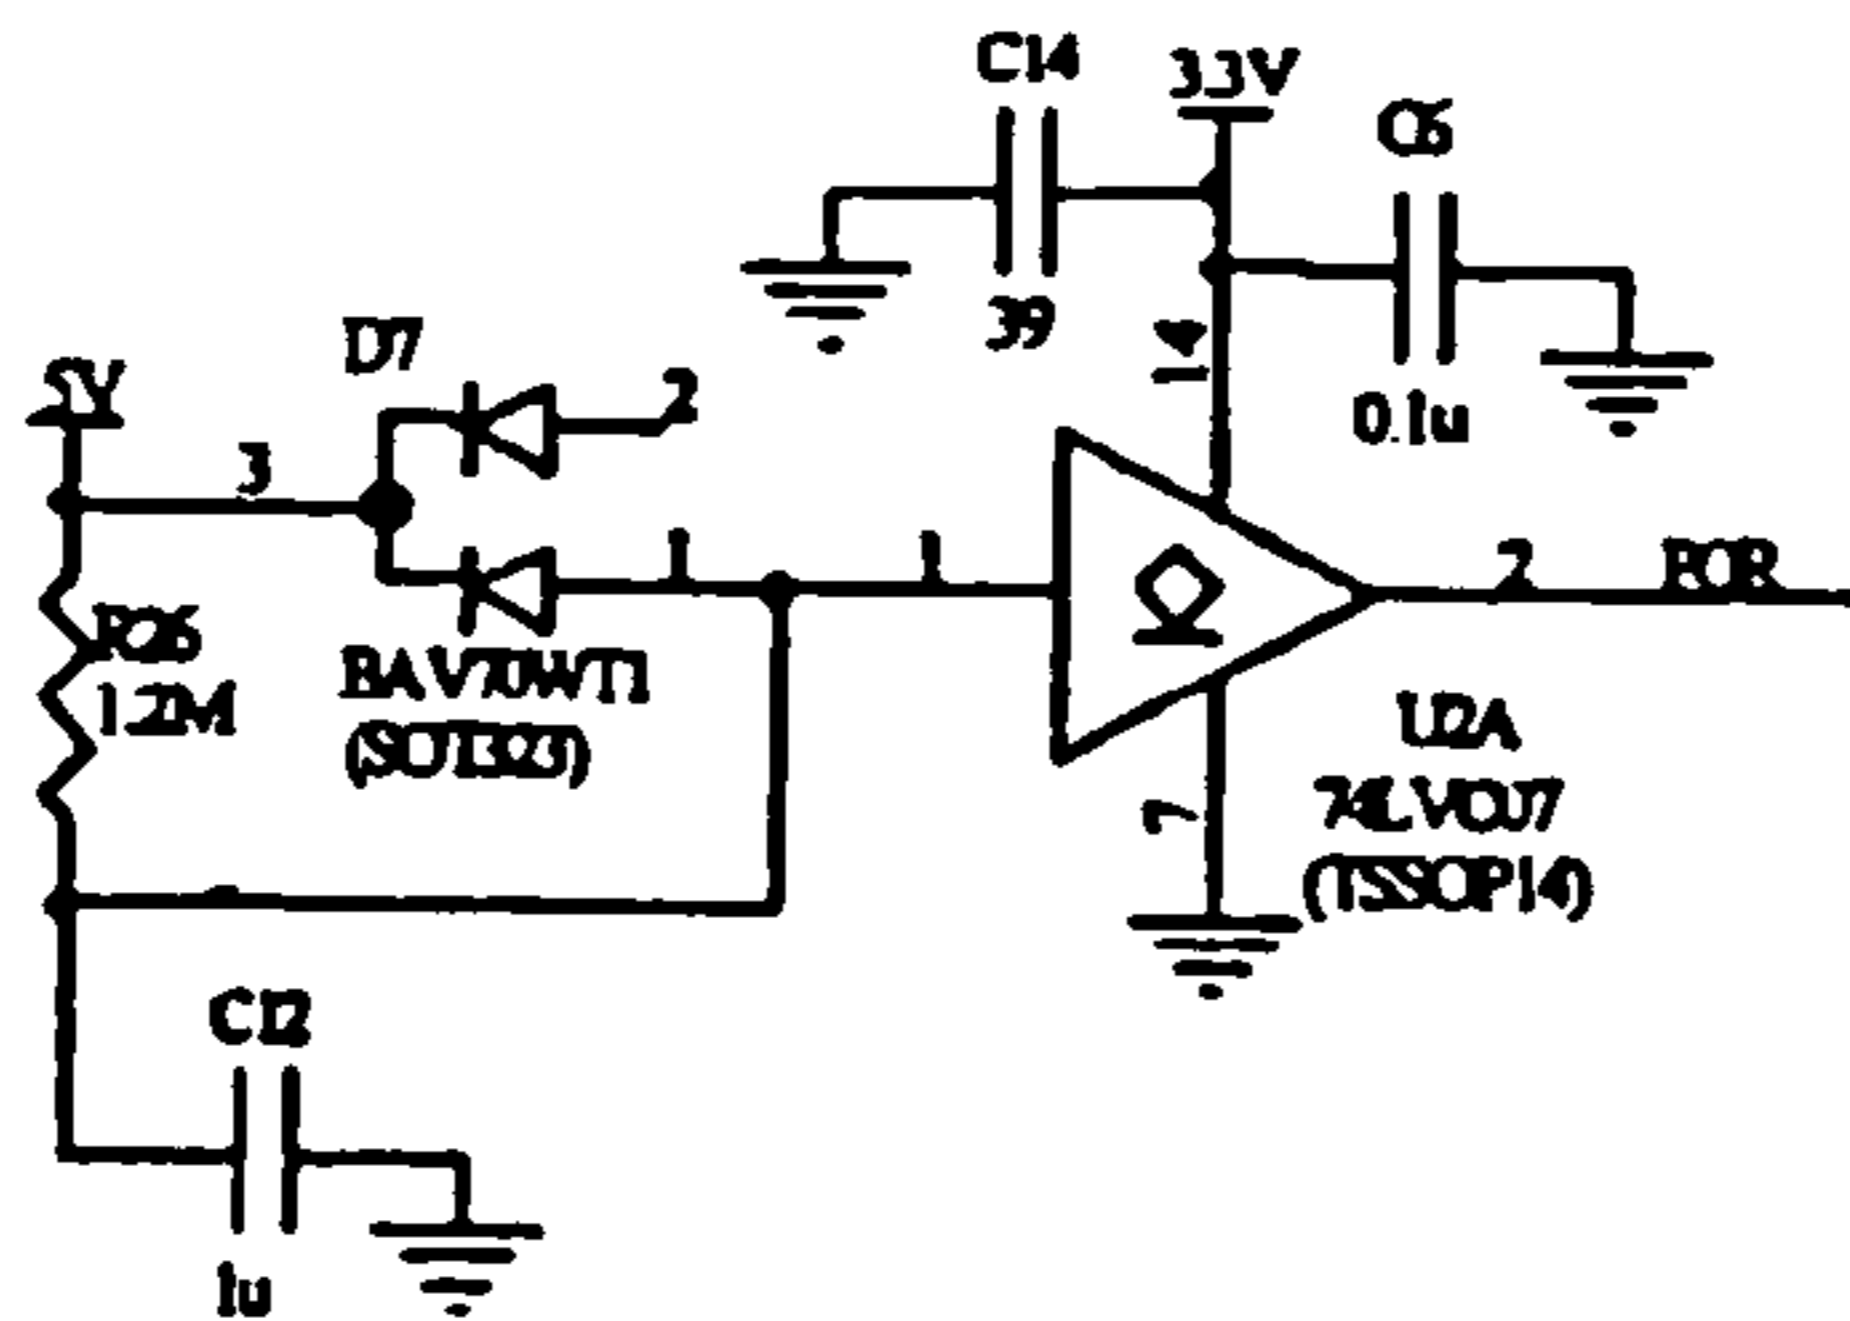 C14
3.3V
C6
39
14
0.1u
5V
D7
2
3
1
1
R26
1.2M
BAV70WT1
(SOT323)
2
POR
U2A
74LVC07
(TSSOP14)
7
C12
1u